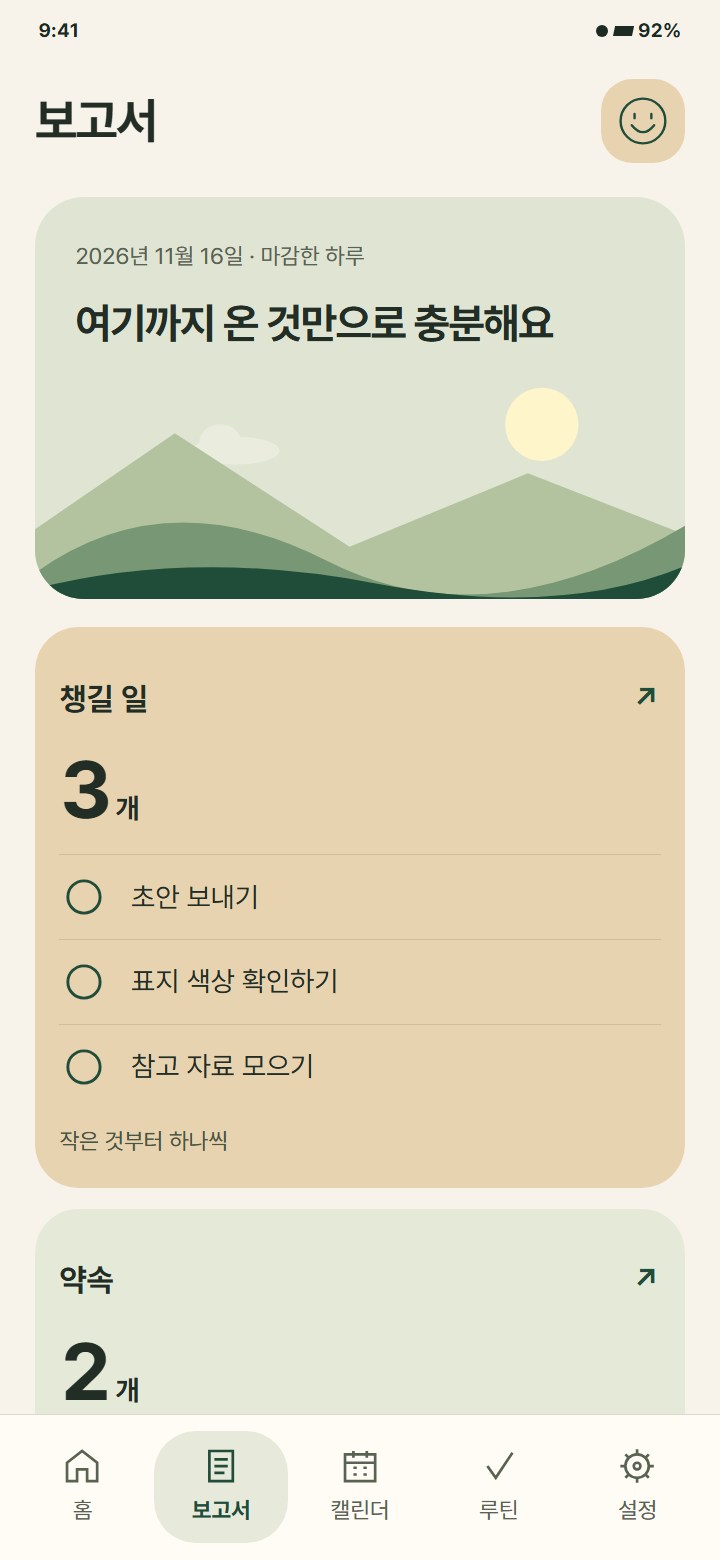 9:41
92%
보고서
2026년 11월 16일 · 마감한 하루
여기까지 온 것만으로 충분해요
챙길 일
3개
초안 보내기
표지 색상 확인하기
참고 자료 모으기
작은 것부터 하나씩
약속
2개
홈
보고서
캘린더
루틴
설정